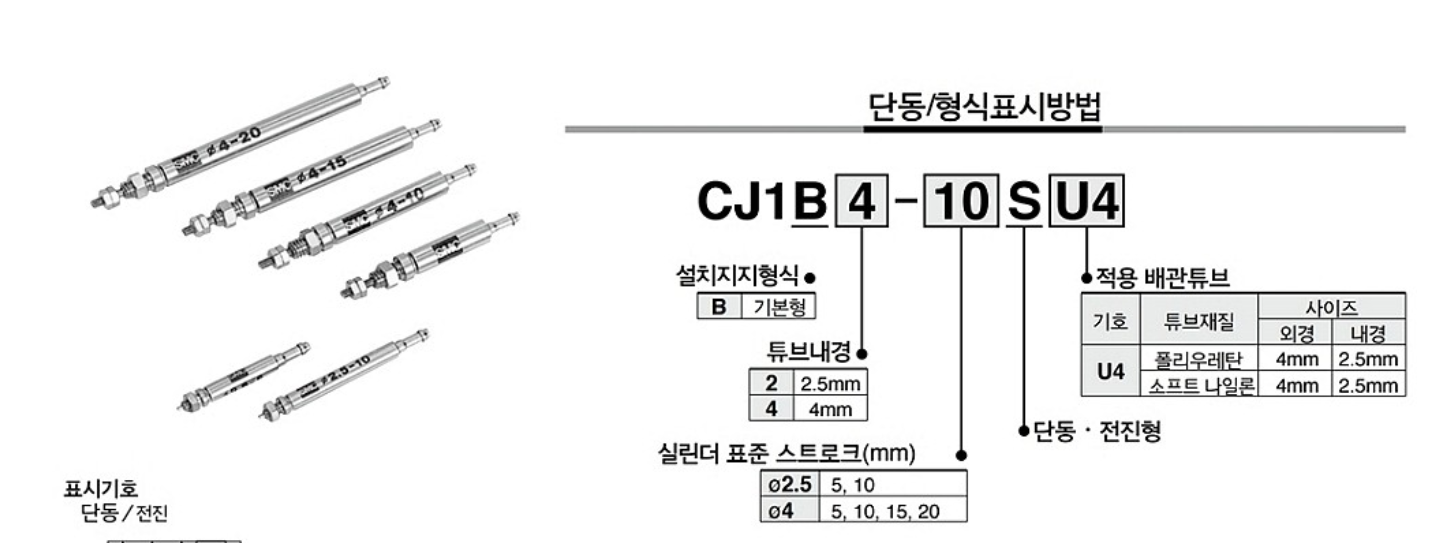 단동/형식표시방법
CJ1B 4 - 10 S U4
SMC ø4-20
SMC ø4-15
SMC ø4-10
SMC
SMC ø2.5-10
설치지지형식
B 기본형
튜브내경
2 2.5mm
4 4mm
실린더 표준 스트로크(mm)
ø2.5 5, 10
ø4 5, 10, 15, 20
단동 · 전진형
적용 배관튜브
기호 튜브재질 사이즈
외경 내경
U4 폴리우레탄 4mm 2.5mm
소프트 나일론 4mm 2.5mm
표시기호
단동/전진